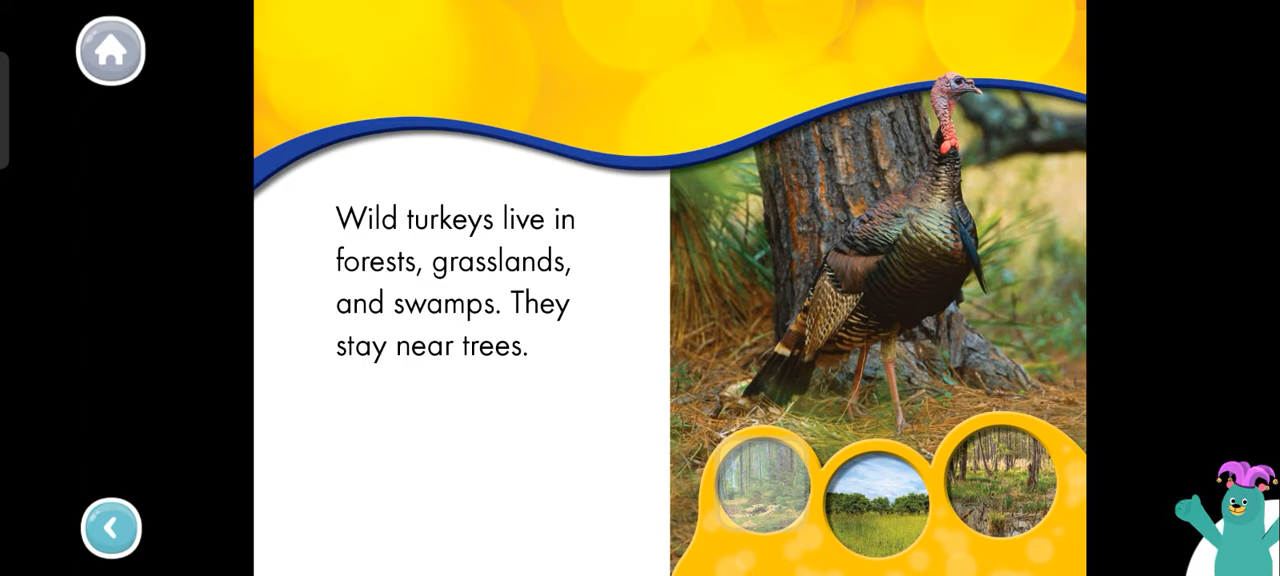 Wild turkeys live in
forests, grasslands,
and swamps. They
stay near trees.